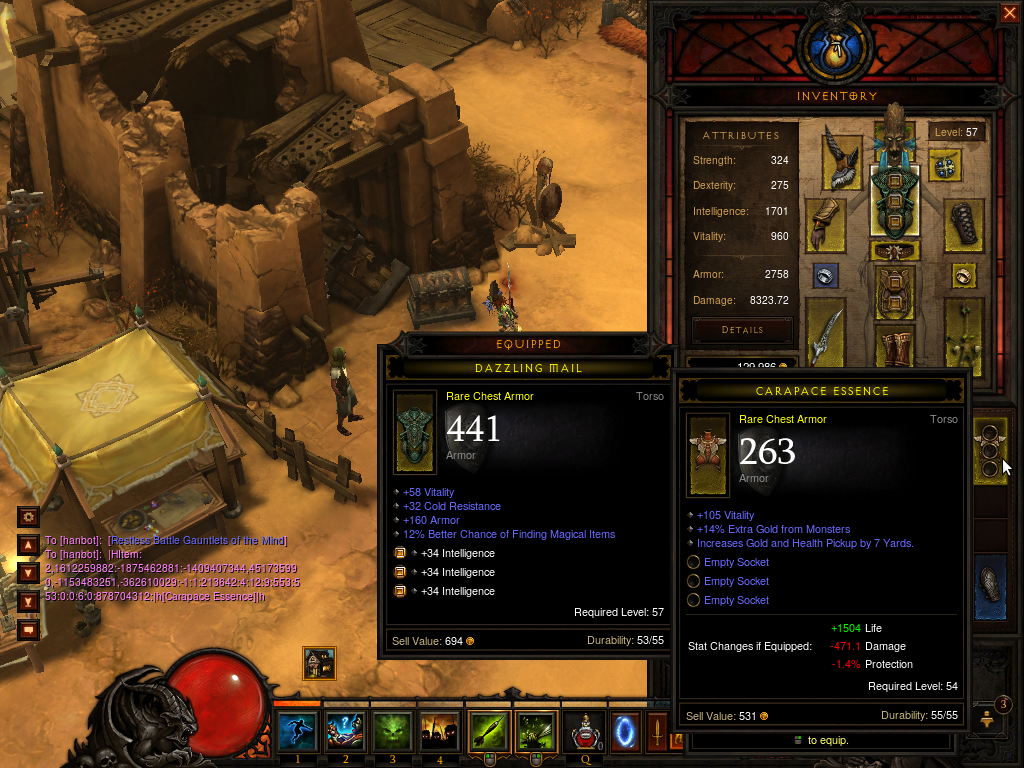 INVENTORY
ATTRIBUTES
Level: 57
Strength: 324
Dexterity: 275
Intelligence: 1701
Vitality: 960
Armor: 2758
Damage: 8323.72
DETAILS
EQUIPPED
DAZZLING MAIL
Rare Chest Armor Torso
441
Armor
+58 Vitality
+32 Cold Resistance
+160 Armor
12% Better Chance of Finding Magical Items
+34 Intelligence
+34 Intelligence
+34 Intelligence
Required Level: 57
Sell Value: 694
Durability: 53/55
CARAPACE ESSENCE
Rare Chest Armor Torso
263
Armor
+105 Vitality
+14% Extra Gold from Monsters
Increases Gold and Health Pickup by 7 Yards.
Empty Socket
Empty Socket
Empty Socket
Stat Changes if Equipped:
+1504 Life
-471.1 Damage
-1.4% Protection
Required Level: 54
Sell Value: 531
Durability: 55/55
to equip.
3
To [hanbot]: [Restless Battle Gauntlets of the Mind]
To [hanbot]: |HItem:
2,1612259882:-1875462881:-1409407344,45173599
0,-1153483251,-362610029:-1:1:213642:4:12:9:553:5
53:0:0:6:0:878704312:|h[Carapace Essence]|h
1
2
3
4
Q